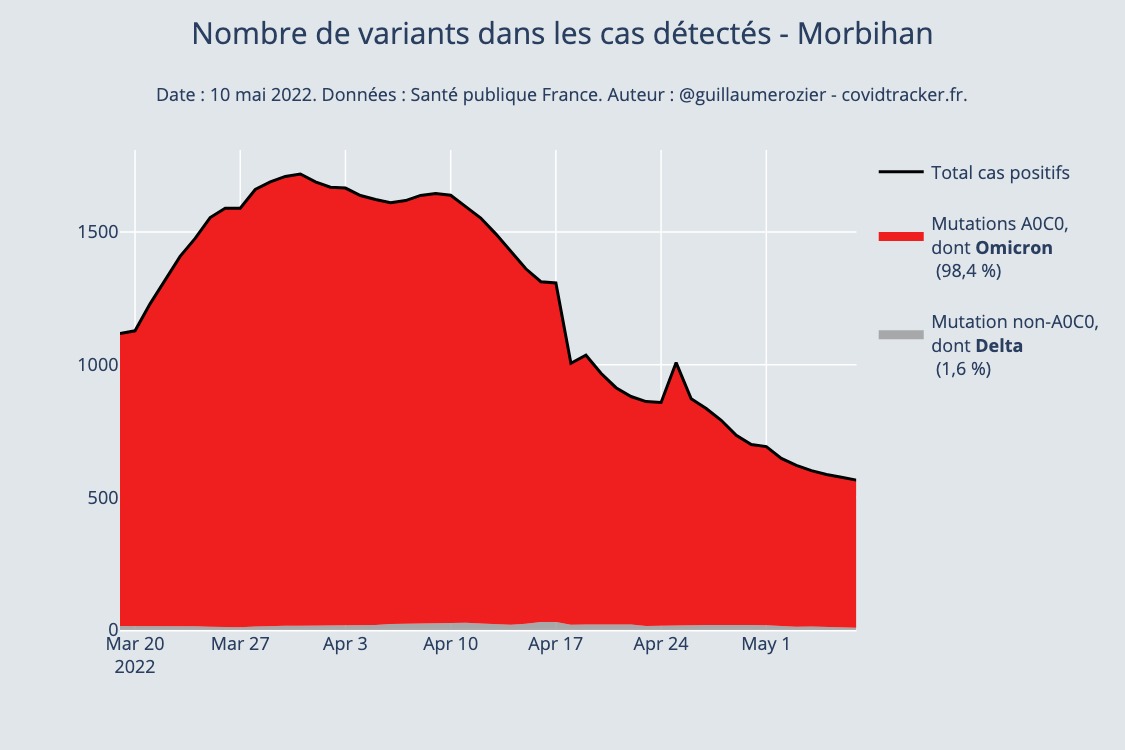 Nombre de variants dans les cas détectés - Morbihan
Date : 10 mai 2022. Données : Santé publique France. Auteur : @guillaumerozier - covidtracker.fr.
Total cas positifs
Mutations A0C0,
dont Omicron
(98,4 %)
Mutation non-A0C0,
dont Delta
(1,6 %)
1500
1000
500
0
Mar 20 Mar 27 Apr 3 Apr 10 Apr 17 Apr 24 May 1
2022